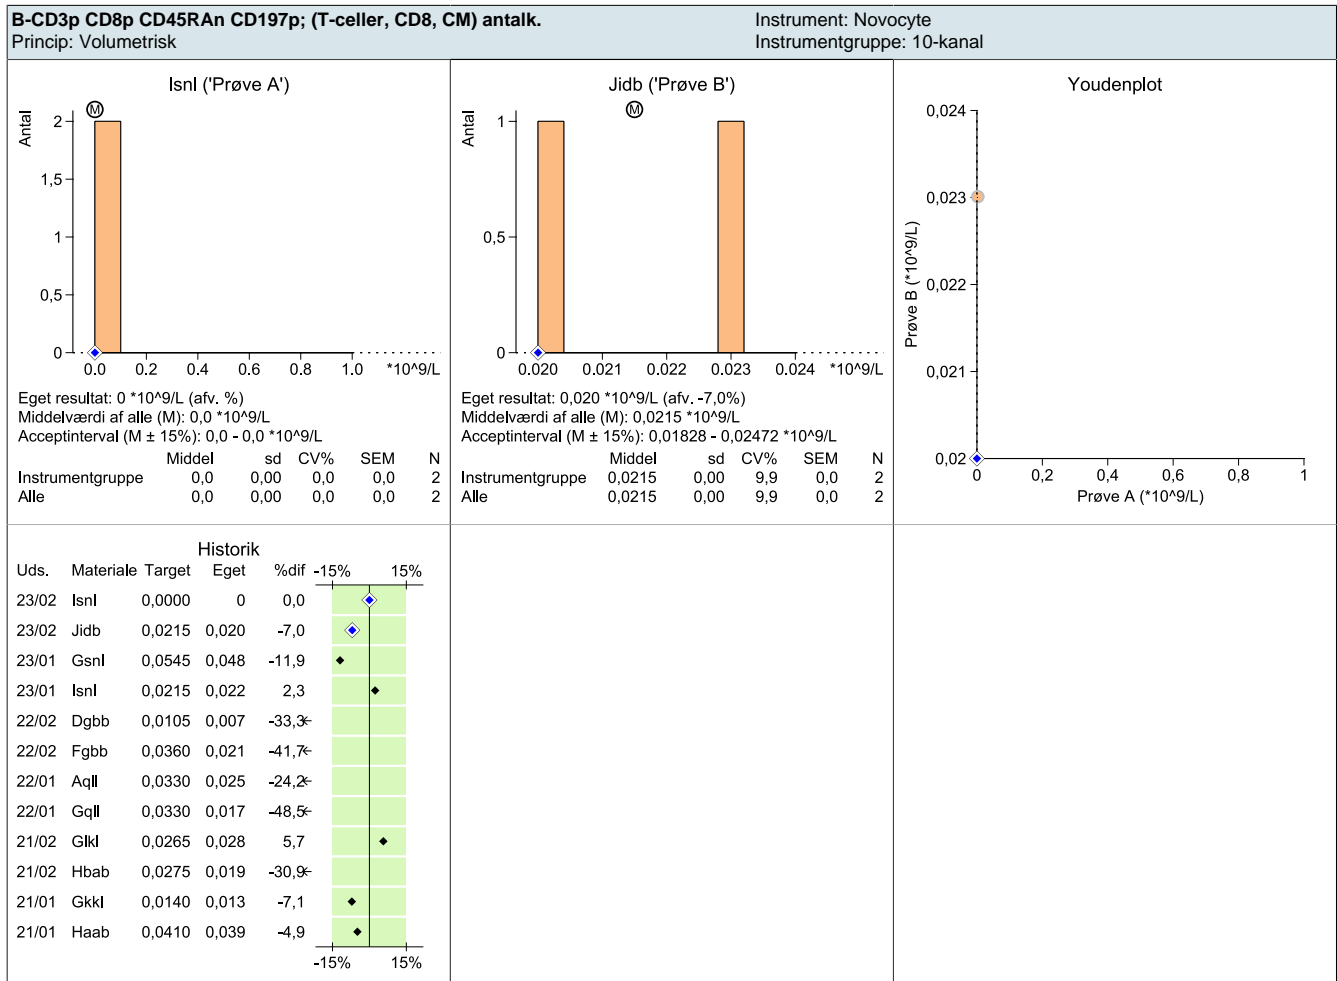 B-CD3p CD8p CD45RAn CD197p; (T-celler, CD8, CM) antalk.
Instrument: Novocyte
Princip: Volumetrisk
Instrumentgruppe: 10-kanal
Isnl ('Prøve A')
M
Antal
2
1,5
1
0,5
0
0.0 0.2 0.4 0.6 0.8 1.0 *10^9/L
Eget resultat: 0 *10^9/L (afv. %)
Middelværdi af alle (M): 0,0 *10^9/L
Acceptinterval (M ± 15%): 0,0 - 0,0 *10^9/L
Middel sd CV% SEM N
Instrumentgruppe 0,0 0,00 0,0 0,0 2
Alle 0,0 0,00 0,0 0,0 2
Jidb ('Prøve B')
M
Antal
1
0,5
0
0.020 0.021 0.022 0.023 0.024 *10^9/L
Eget resultat: 0,020 *10^9/L (afv. -7,0%)
Middelværdi af alle (M): 0,0215 *10^9/L
Acceptinterval (M ± 15%): 0,01828 - 0,02472 *10^9/L
Middel sd CV% SEM N
Instrumentgruppe 0,0215 0,00 9,9 0,0 2
Alle 0,0215 0,00 9,9 0,0 2
Youdenplot
Prøve B (*10^9/L)
0,024
0,023
0,022
0,021
0,02
0 0,2 0,4 0,6 0,8 1
Prøve A (*10^9/L)
Historik
Uds. Materiale Target Eget %dif -15% 15%
23/02 Isnl 0,0000 0 0,0
23/02 Jidb 0,0215 0,020 -7,0
23/01 Gsnl 0,0545 0,048 -11,9
23/01 Isnl 0,0215 0,022 2,3
22/02 Dgbb 0,0105 0,007 -33,3
22/02 Fgbb 0,0360 0,021 -41,7
22/01 Aqll 0,0330 0,025 -24,2
22/01 Gqll 0,0330 0,017 -48,5
21/02 Glkl 0,0265 0,028 5,7
21/02 Hbab 0,0275 0,019 -30,9
21/01 Gkkl 0,0140 0,013 -7,1
21/01 Haab 0,0410 0,039 -4,9
-15% 15%